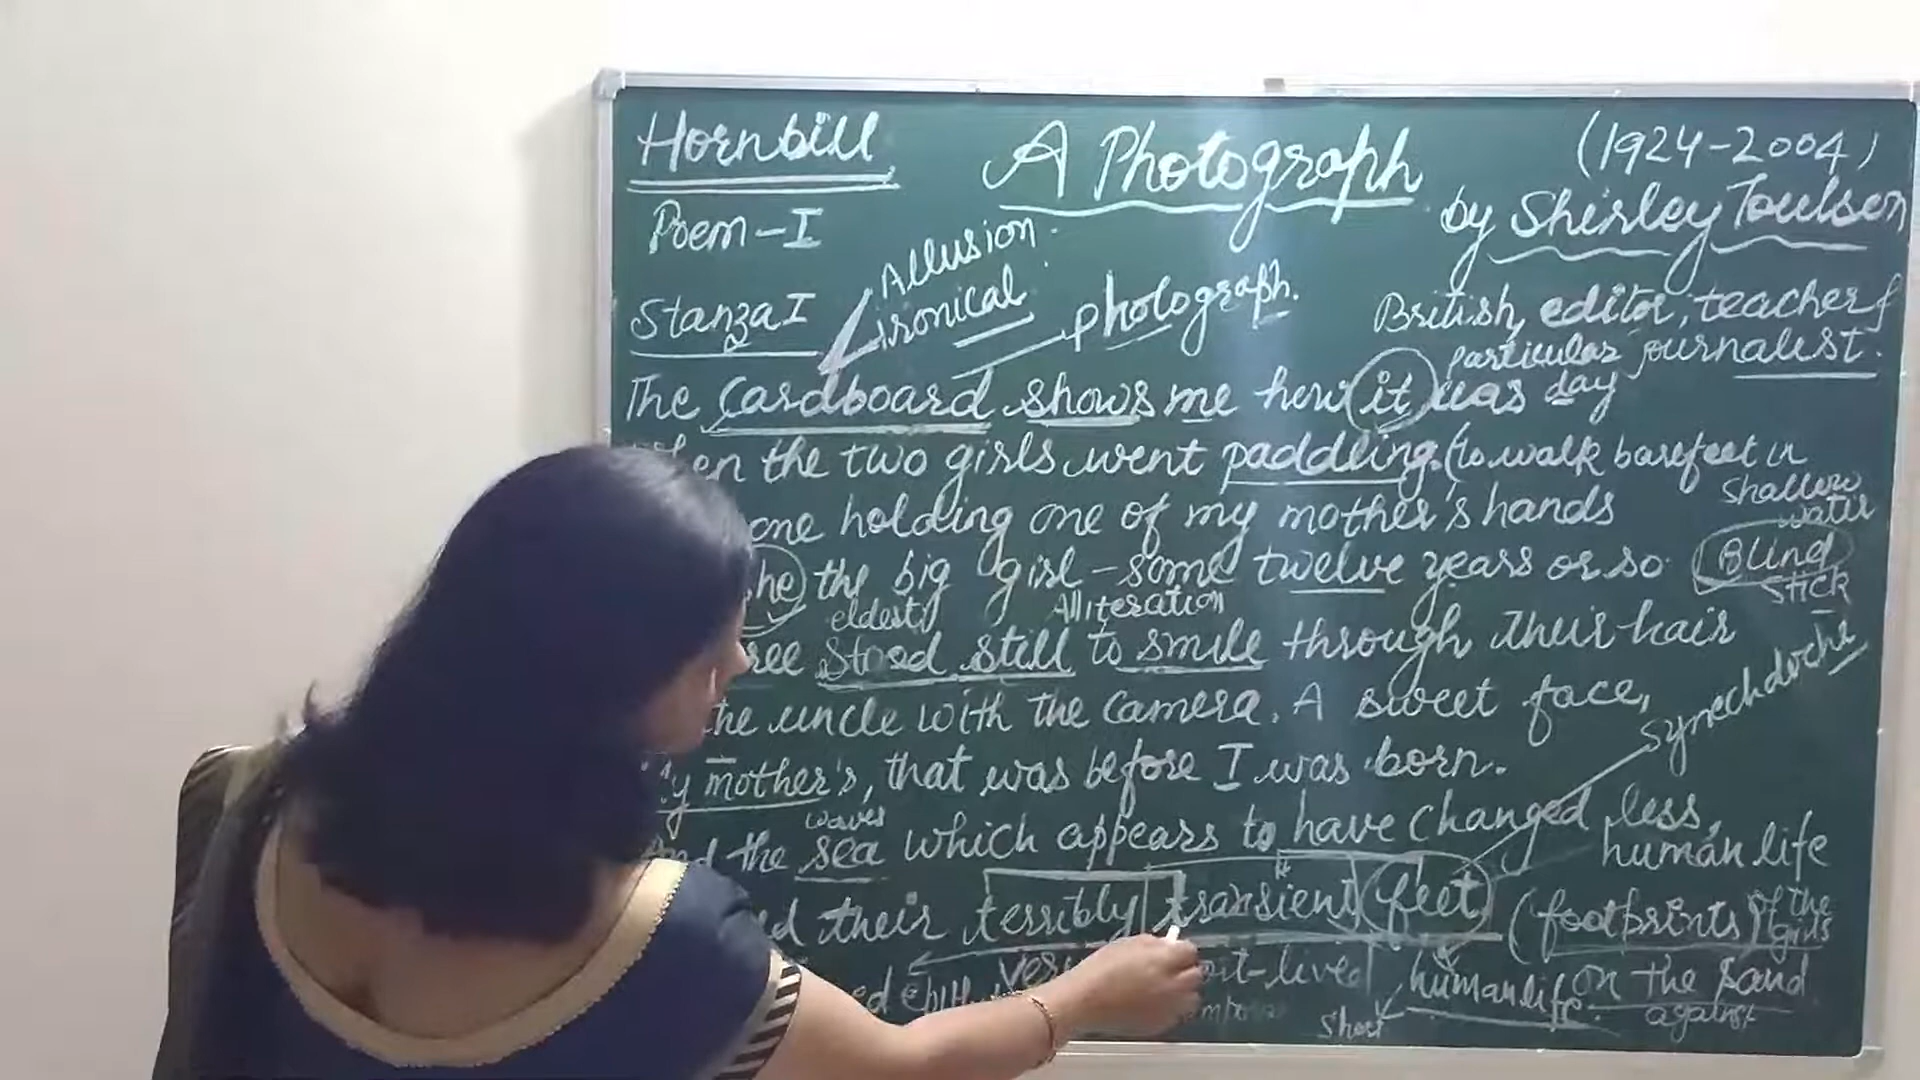 Hornbill
A Photograph
(1924-2004)
by Shirley Toulson
Poem-I
Allusion
ironical
photograph.
British, editor, teacher &
journalist.
Stanza I
particular
day
The cardboard shows me how it was
the two girls went paddling. (to walk barefeet in
shallow
water
one holding one of my mother's hands
the big girl - some twelve years or so.
Blind
stick
eldest
Alliteration
stood still to smile through their hair
Synechdoche
the uncle with the camera. A sweet face,
My mother's, that was before I was born.
waves
the sea which appears to have changed less,
human life
their terribly transient feet (footprints) of the
girls
short-lived human life on the sand
short
against